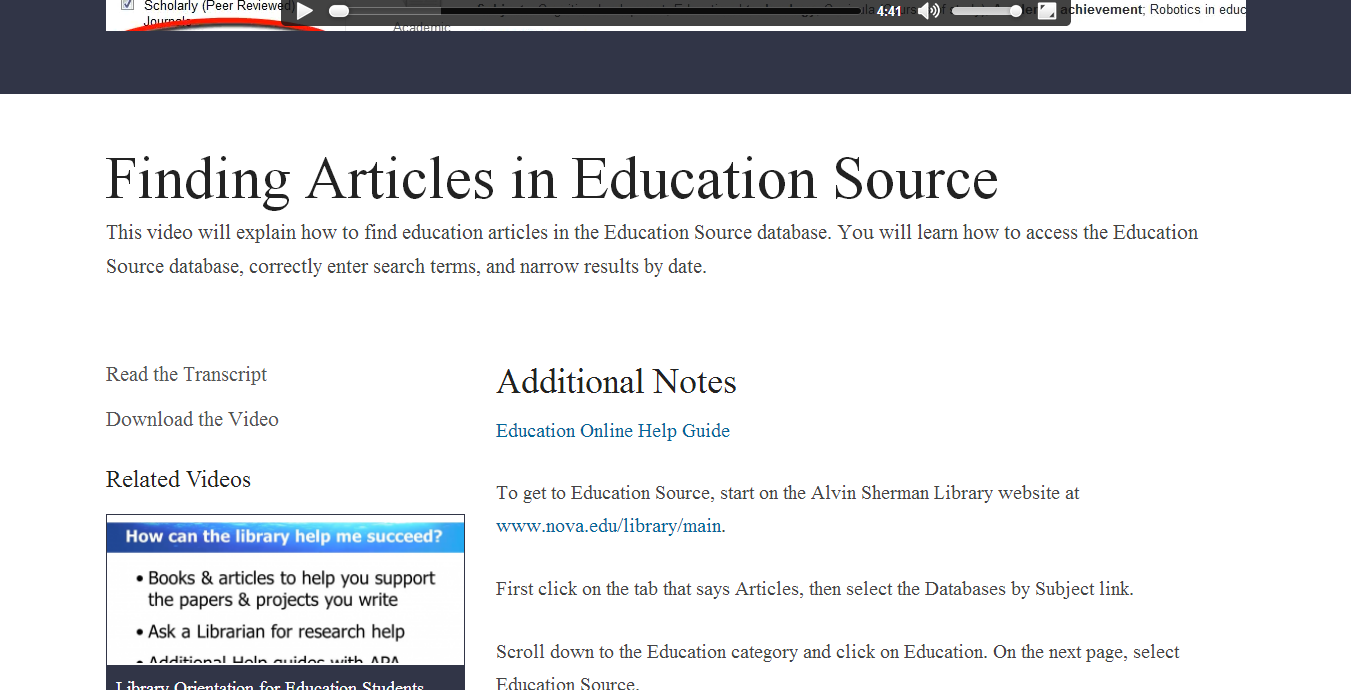 Scholarly (Peer Reviewed)
Journals
4:41
achievement; Robotics in educ
Academic
Finding Articles in Education Source
This video will explain how to find education articles in the Education Source database. You will learn how to access the Education
Source database, correctly enter search terms, and narrow results by date.
Read the Transcript
Download the Video
Related Videos
How can the library help me succeed?
• Books & articles to help you support
the papers & projects you write
• Ask a Librarian for research help
• Additional Help guides with APA
Library Orientation for Education Students
Additional Notes
Education Online Help Guide
To get to Education Source, start on the Alvin Sherman Library website at
www.nova.edu/library/main.
First click on the tab that says Articles, then select the Databases by Subject link.
Scroll down to the Education category and click on Education. On the next page, select
Education Source.